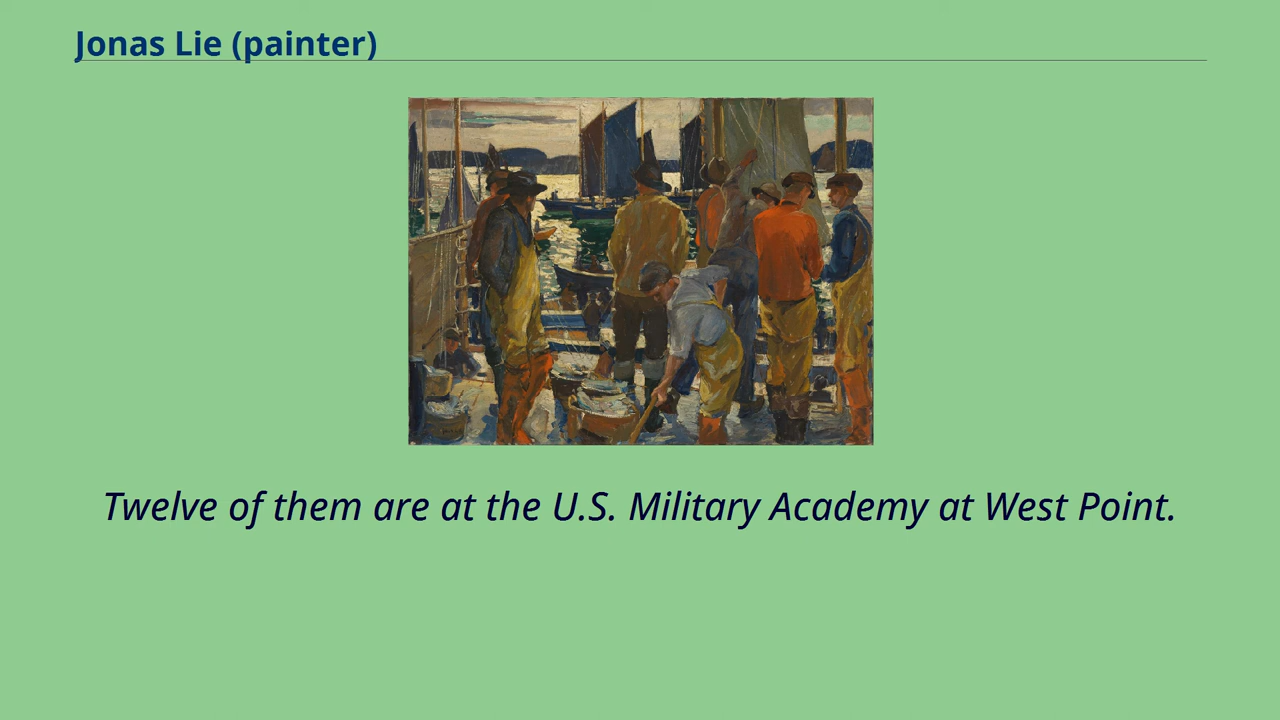 Jonas Lie (painter)
Twelve of them are at the U.S. Military Academy at West Point.